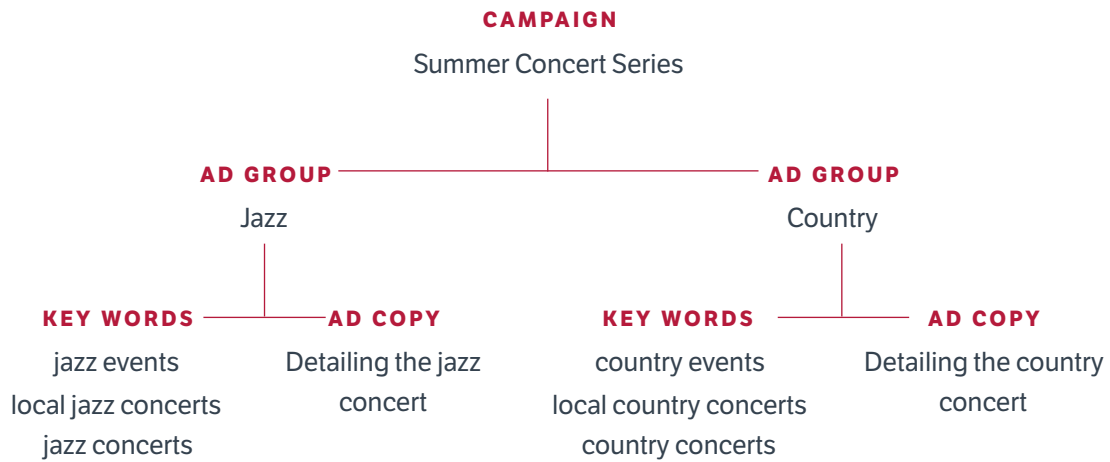 CAMPAIGN
Summer Concert Series
AD GROUP
Jazz
AD GROUP
Country
KEY WORDS
jazz events
local jazz concerts
jazz concerts
AD COPY
Detailing the jazz
concert
KEY WORDS
country events
local country concerts
country concerts
AD COPY
Detailing the country
concert